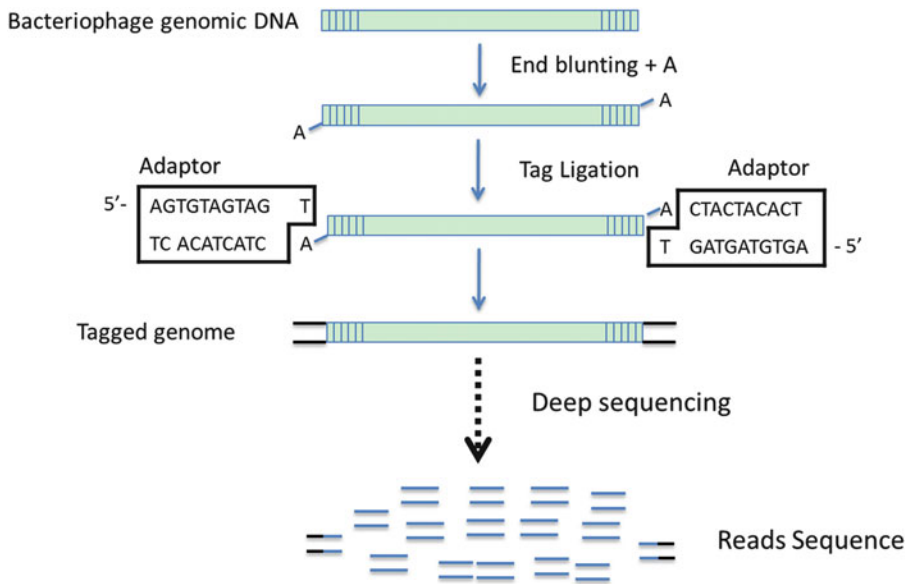 Bacteriophage genomic DNA
End blunting + A
A
A
Adaptor
Tag Ligation
Adaptor
5’- AGTGTAGTAG T
A CTACTACACT
TC ACATCATC A
T GATGATGTGA - 5’
Tagged genome
Deep sequencing
Reads Sequence